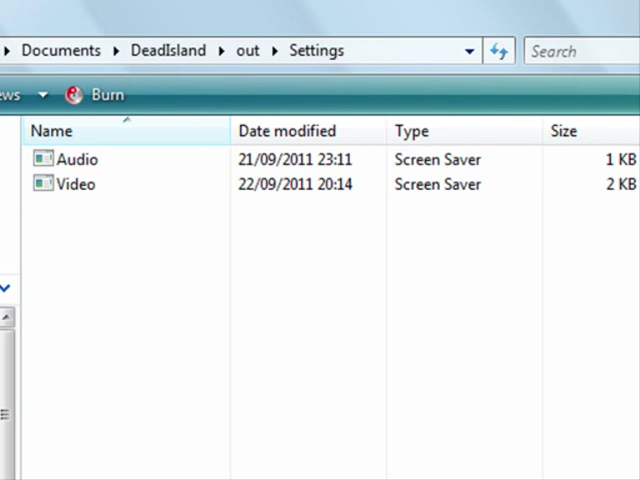 Documents DeadIsland out Settings Search
ews Burn
Name Date modified Type Size
Audio 21/09/2011 23:11 Screen Saver 1 KB
Video 22/09/2011 20:14 Screen Saver 2 KB